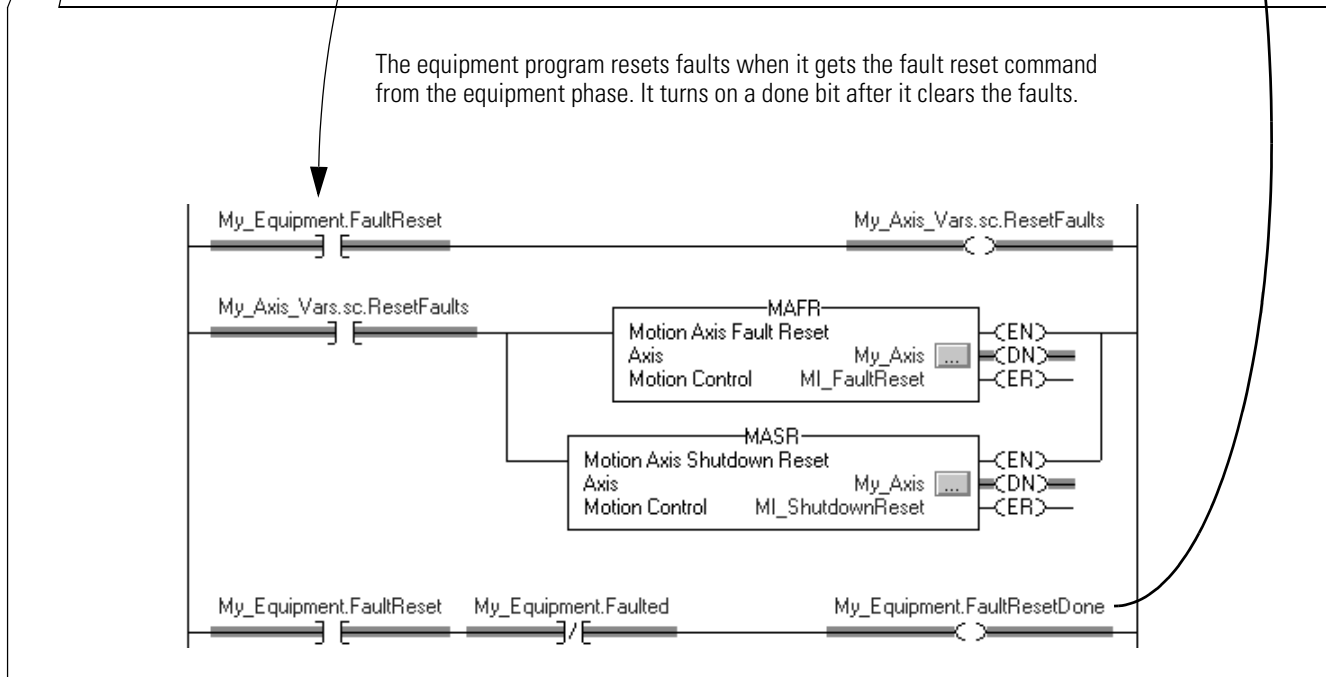 The equipment program resets faults when it gets the fault reset command
from the equipment phase. It turns on a done bit after it clears the faults.
My_Equipment.FaultReset My_Axis_Vars.sc.ResetFaults
My_Axis_Vars.sc.ResetFaults
MAFR
Motion Axis Fault Reset
Axis My_Axis ...
Motion Control MI_FaultReset
EN
DN
ER
MASR
Motion Axis Shutdown Reset
Axis My_Axis ...
Motion Control MI_ShutdownReset
EN
DN
ER
My_Equipment.FaultReset My_Equipment.Faulted My_Equipment.FaultResetDone